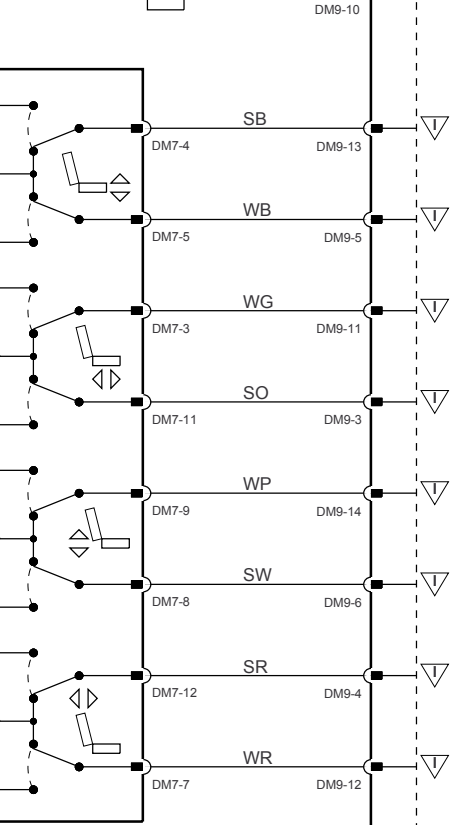 DM9-10
SB
I
DM7-4
DM9-13
WB
I
DM7-5
DM9-5
WG
I
DM7-3
DM9-11
SO
I
DM7-11
DM9-3
WP
I
DM7-9
DM9-14
SW
I
DM7-8
DM9-6
SR
I
DM7-12
DM9-4
WR
I
DM7-7
DM9-12